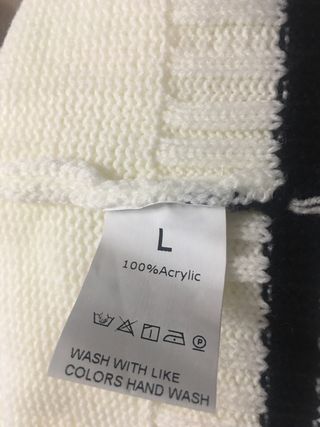 L
100%Acrylic
WASH WITH LIKE
COLORS HAND WASH